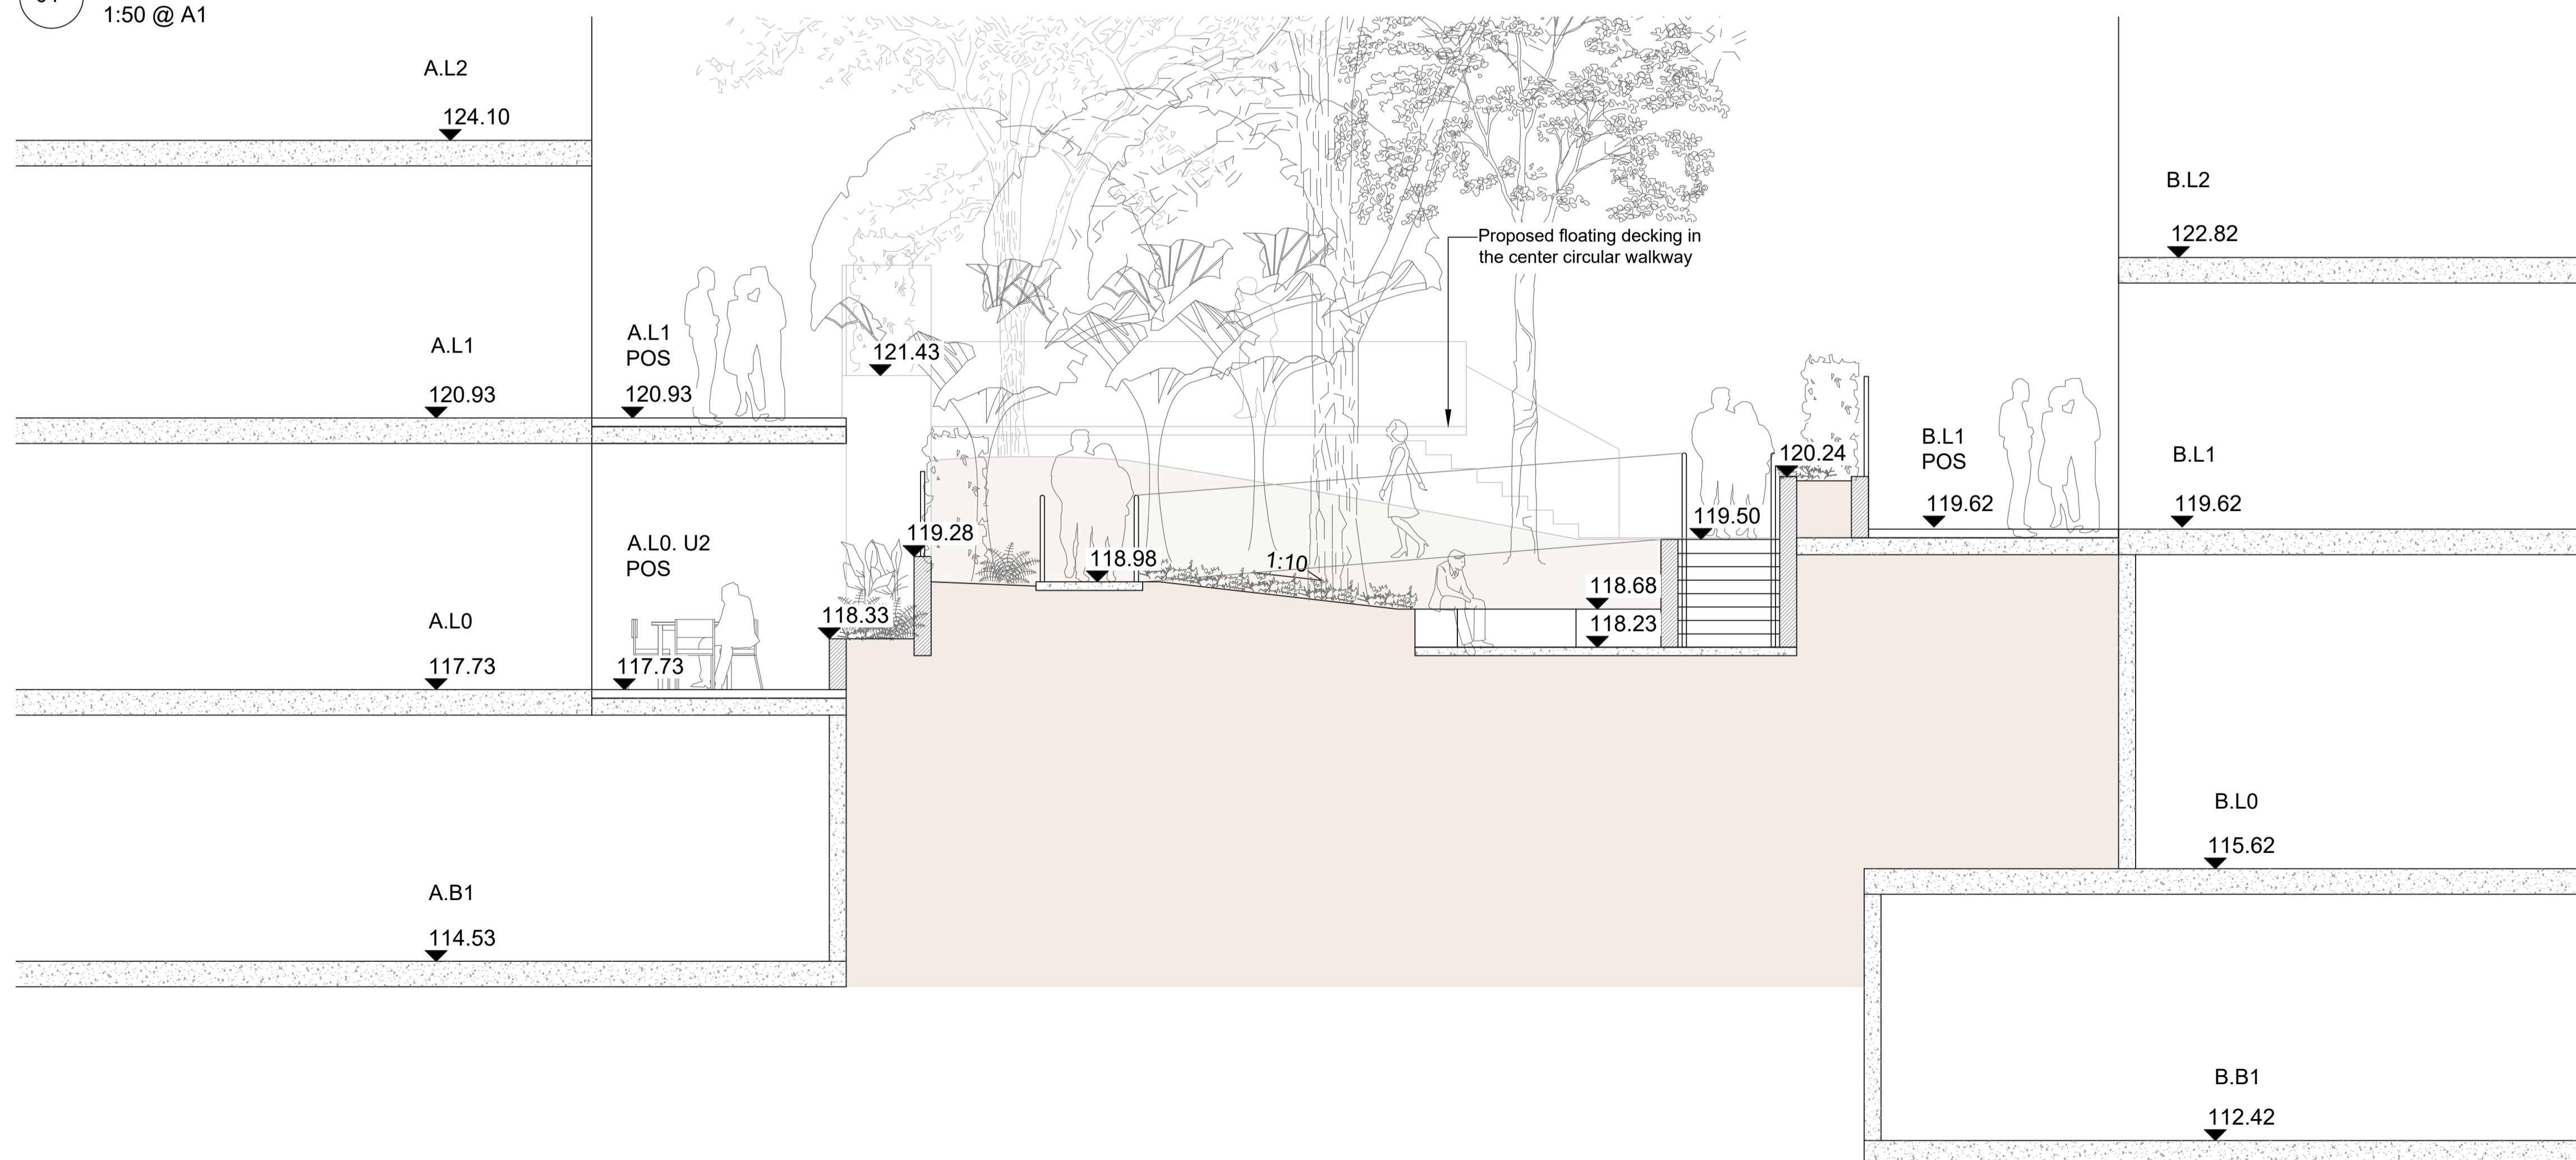 1:50 @ A1
A.L2
124.10
B.L2
122.82
Proposed floating decking in
the center circular walkway
A.L1
120.93
A.L1
POS
120.93
121.43
120.24
B.L1
POS
119.62
B.L1
119.62
119.28
119.50
118.98
1:10
A.L0. U2
POS
117.73
118.33
118.68
118.23
A.L0
117.73
B.L0
115.62
A.B1
114.53
B.B1
112.42